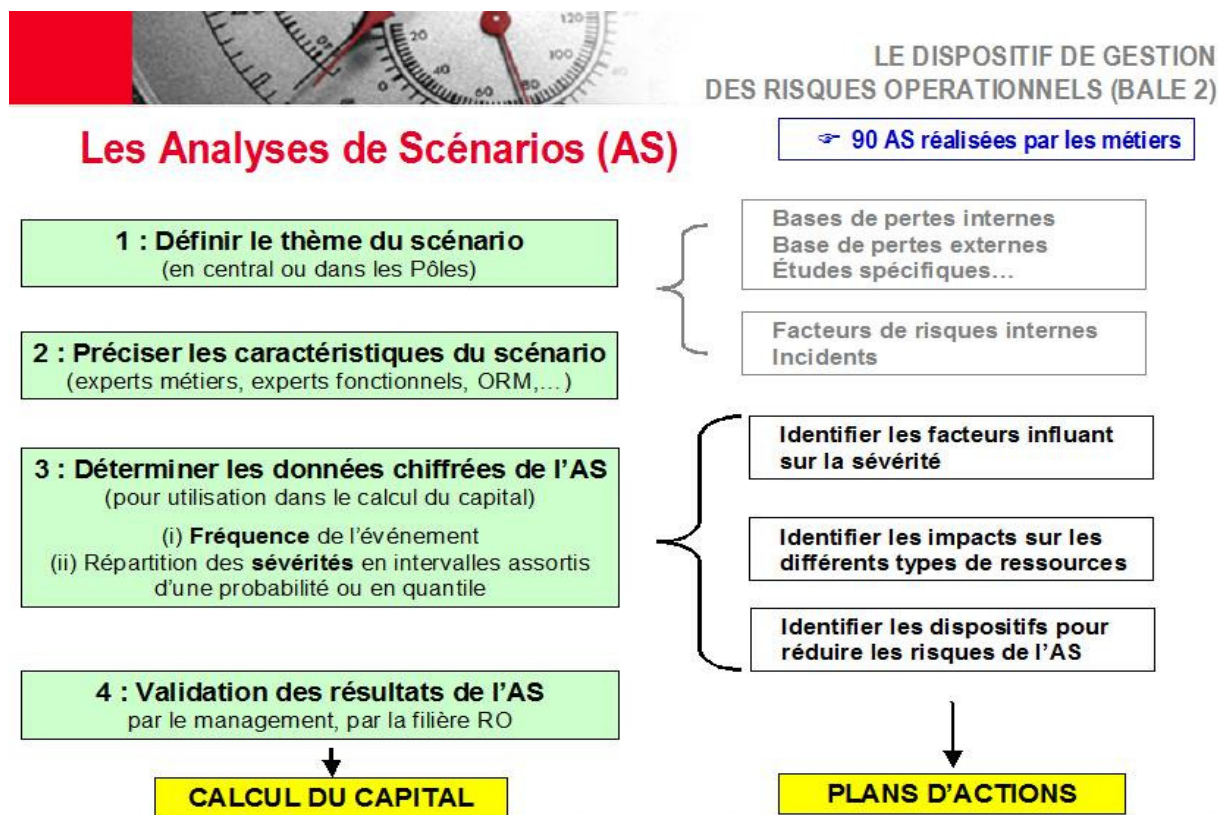 LE DISPOSITIF DE GESTION
DES RISQUES OPERATIONNELS (BALE 2)
Les Analyses de Scénarios (AS)
☞ 90 AS réalisées par les métiers
1 : Définir le thème du scénario
(en central ou dans les Pôles)
2 : Préciser les caractéristiques du scénario
(experts métiers, experts fonctionnels, ORM,…)
3 : Déterminer les données chiffrées de l’AS
(pour utilisation dans le calcul du capital)
(i) Fréquence de l’événement
(ii) Répartition des sévérités en intervalles assortis
d’une probabilité ou en quantile
4 : Validation des résultats de l’AS
par le management, par la filière RO
CALCUL DU CAPITAL
Bases de pertes internes
Base de pertes externes
Études spécifiques…
Facteurs de risques internes
Incidents
Identifier les facteurs influant
sur la sévérité
Identifier les impacts sur les
différents types de ressources
Identifier les dispositifs pour
réduire les risques de l’AS
PLANS D’ACTIONS